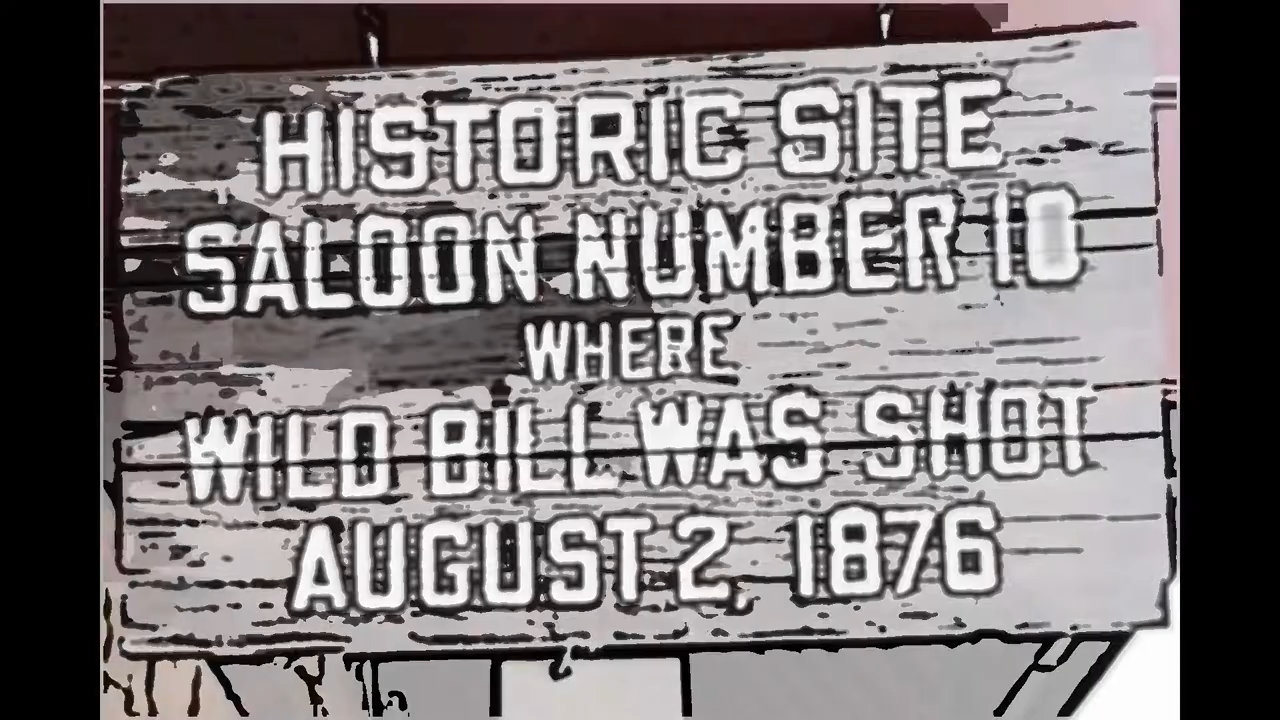 HISTORIC SITE
SALOON NUMBER 10
WHERE
WILD BILL WAS SHOT
AUGUST 2, 1876